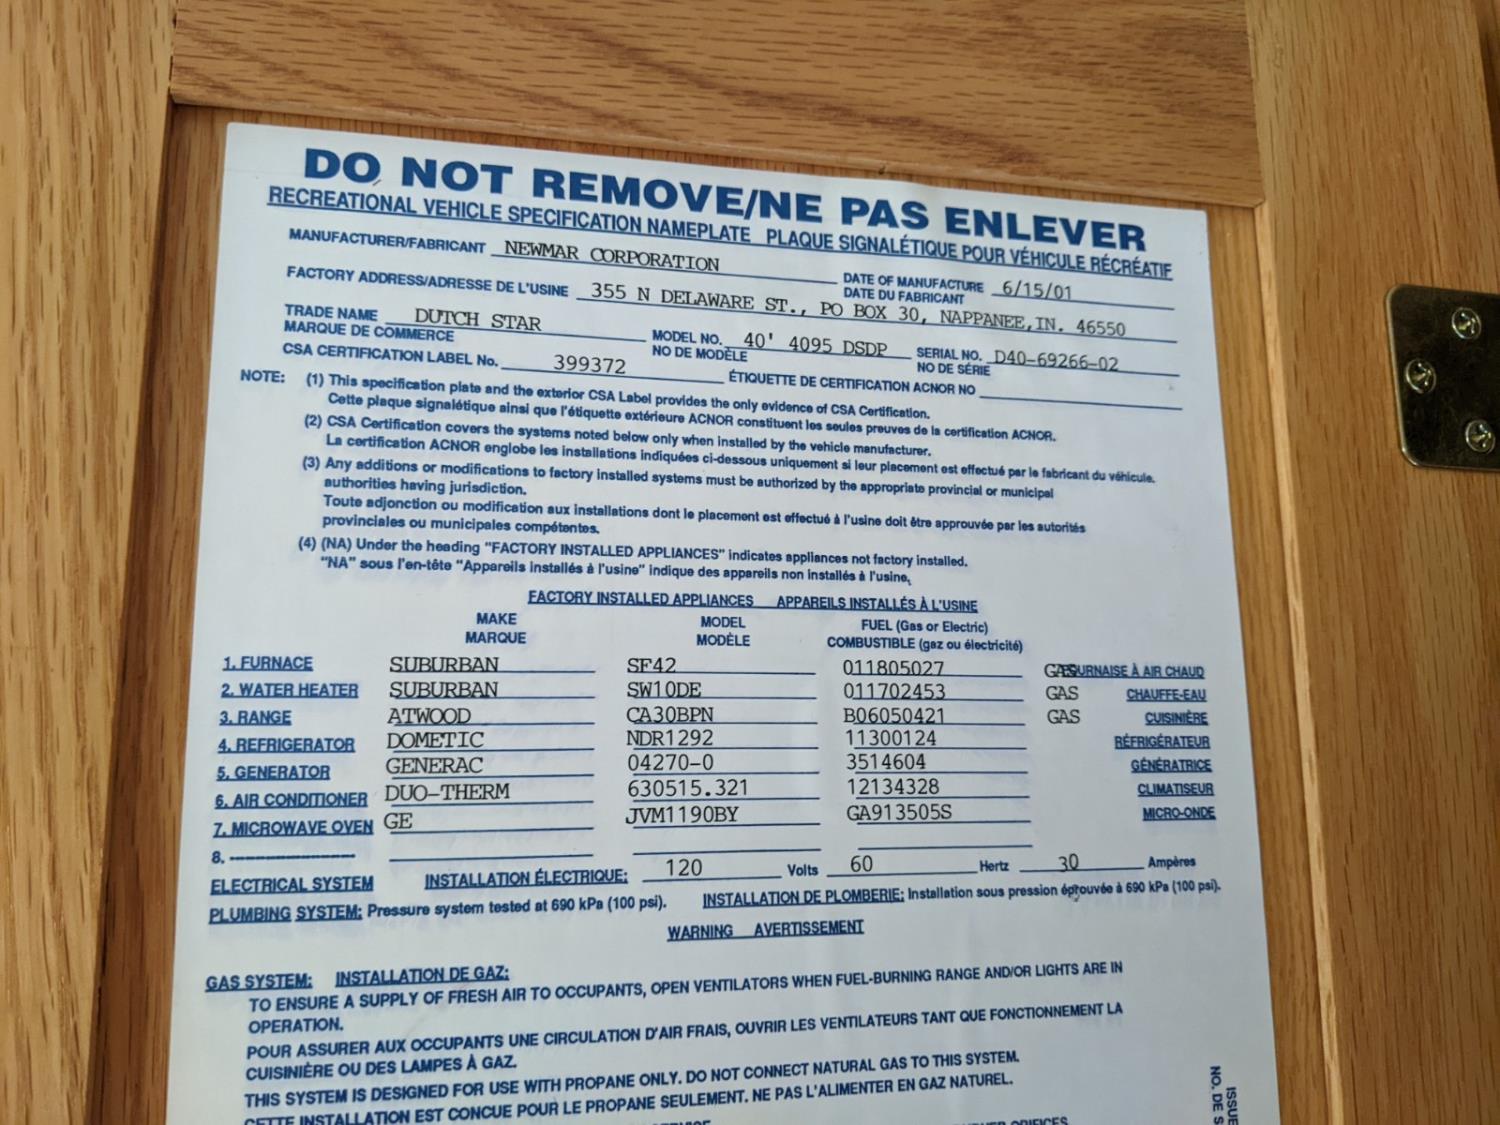 DO NOT REMOVE/NE PAS ENLEVER
RECREATIONAL VEHICLE SPECIFICATION NAMEPLATE PLAQUE SIGNALÉTIQUE POUR VÉHICULE RÉCRÉATIF
MANUFACTURER/FABRICANT NEWMAR CORPORATION DATE OF MANUFACTURE 6/15/01
DATE DU FABRICANT
FACTORY ADDRESS/ADRESSE DE L'USINE 355 N DELAWARE ST., PO BOX 30, NAPPANEE,IN. 46550
TRADE NAME DUTCH STAR MODEL NO. 40' 4095 DSDP SERIAL NO. D40-69266-02
MARQUE DE COMMERCE NO DE MODÈLE NO DE SÉRIE
CSA CERTIFICATION LABEL No. 399372 ÉTIQUETTE DE CERTIFICATION ACNOR NO
NOTE: (1) This specification plate and the exterior CSA Label provides the only evidence of CSA Certification.
Cette plaque signalétique ainsi que l'étiquette extérieure ACNOR constituent les seules preuves de la certification ACNOR.
(2) CSA Certification covers the systems noted below only when installed by the vehicle manufacturer.
La certification ACNOR englobe les installations indiquées ci-dessous uniquement si leur placement est effectué par le fabricant du véhicule.
(3) Any additions or modifications to factory installed systems must be authorized by the appropriate provincial or municipal
authorities having jurisdiction.
Toute adjonction ou modification aux installations dont le placement est effectué à l'usine doit être approuvée par les autorités
provinciales ou municipales compétentes.
(4) (NA) Under the heading "FACTORY INSTALLED APPLIANCES" indicates appliances not factory installed.
"NA" sous l'en-tête "Appareils installés à l'usine" indique des appareils non installés à l'usine.
FACTORY INSTALLED APPLIANCES APPAREILS INSTALLÉS À L'USINE
MAKE MODEL FUEL (Gas or Electric)
MARQUE MODÈLE COMBUSTIBLE (gaz ou électricité)
1. FURNACE SUBURBAN SF42 011805027 GAS FOURNAISE À AIR CHAUD
2. WATER HEATER SUBURBAN SW10DE 011702453 GAS CHAUFFE-EAU
3. RANGE ATWOOD CA30BPN B06050421 GAS CUISINIÈRE
4. REFRIGERATOR DOMETIC NDR1292 11300124 RÉFRIGÉRATEUR
5. GENERATOR GENERAC 04270-0 3514604 GÉNÉRATRICE
6. AIR CONDITIONER DUO-THERM 630515.321 12134328 CLIMATISEUR
7. MICROWAVE OVEN GE JVM1190BY GA913505S MICRO-ONDE
8.
ELECTRICAL SYSTEM INSTALLATION ÉLECTRIQUE: 120 Volts 60 Hertz 30 Ampères
PLUMBING SYSTEM: Pressure system tested at 690 kPa (100 psi). INSTALLATION DE PLOMBERIE: Installation sous pression éprouvée à 690 kPa (100 psi).
WARNING AVERTISSEMENT
GAS SYSTEM: INSTALLATION DE GAZ:
TO ENSURE A SUPPLY OF FRESH AIR TO OCCUPANTS, OPEN VENTILATORS WHEN FUEL-BURNING RANGE AND/OR LIGHTS ARE IN
OPERATION.
POUR ASSURER AUX OCCUPANTS UNE CIRCULATION D'AIR FRAIS, OUVRIR LES VENTILATEURS TANT QUE FONCTIONNEMENT LA
CUISINIÈRE OU DES LAMPES À GAZ.
THIS SYSTEM IS DESIGNED FOR USE WITH PROPANE ONLY. DO NOT CONNECT NATURAL GAS TO THIS SYSTEM.
CETTE INSTALLATION EST CONCUE POUR LE PROPANE SEULEMENT. NE PAS L'ALIMENTER EN GAZ NATUREL.
ISSUE
NO. DE S